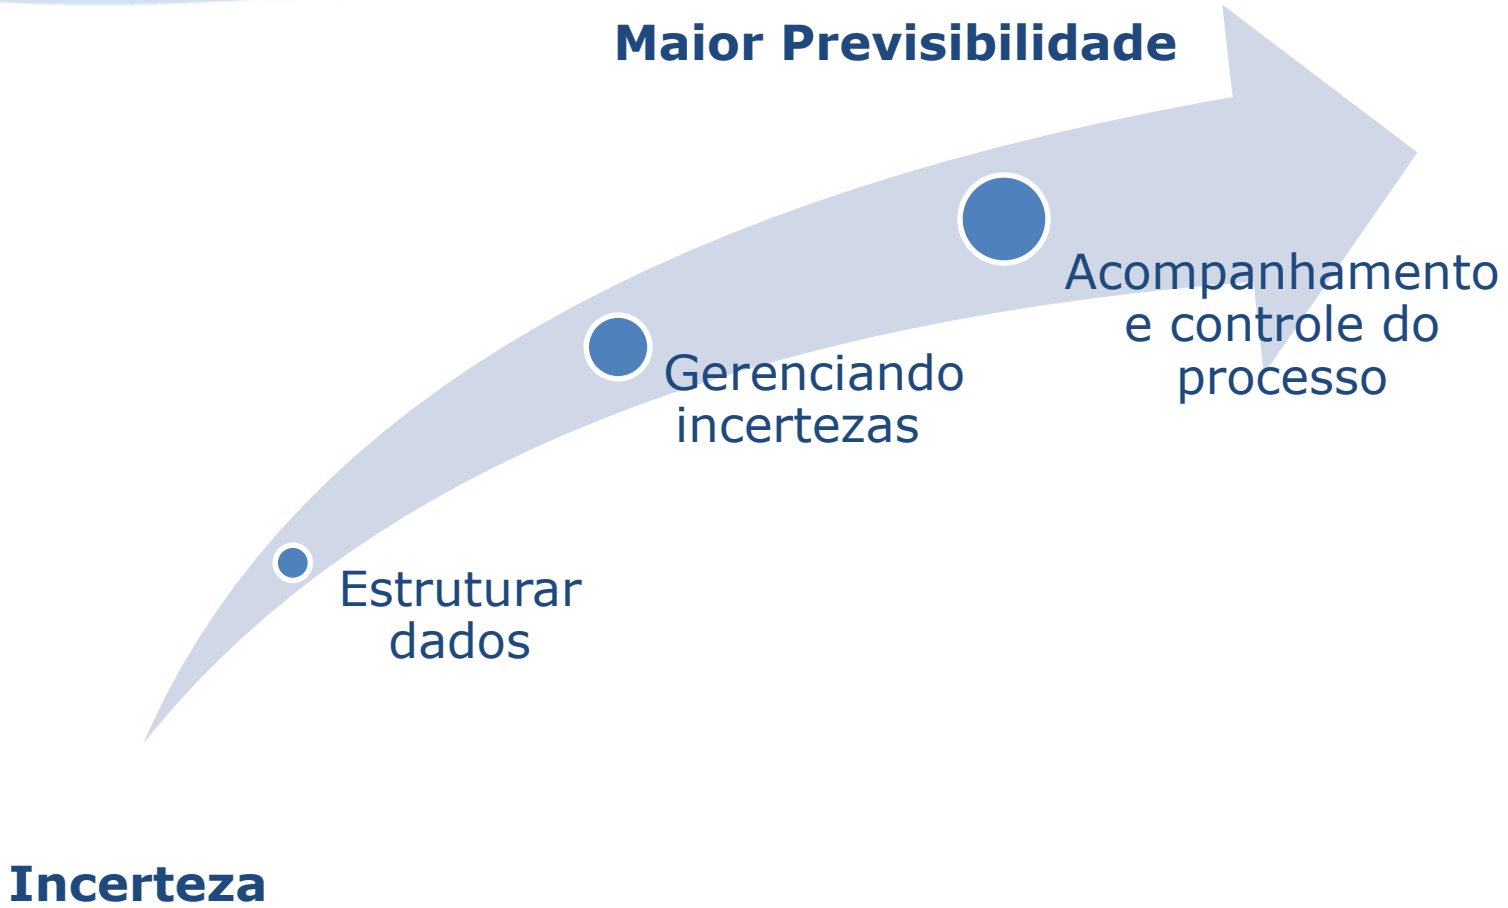 Maior Previsibilidade
Acompanhamento
e controle do
processo
Gerenciando
incertezas
Estruturar
dados
Incerteza